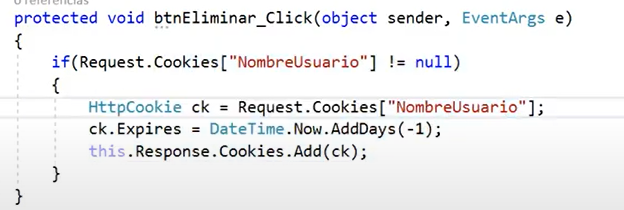 0 referencias
protected void btnEliminar_Click(object sender, EventArgs e)
{
if(Request.Cookies["NombreUsuario"] != null)
{
HttpCookie ck = Request.Cookies["NombreUsuario"];
ck.Expires = DateTime.Now.AddDays(-1);
this.Response.Cookies.Add(ck);
}
}